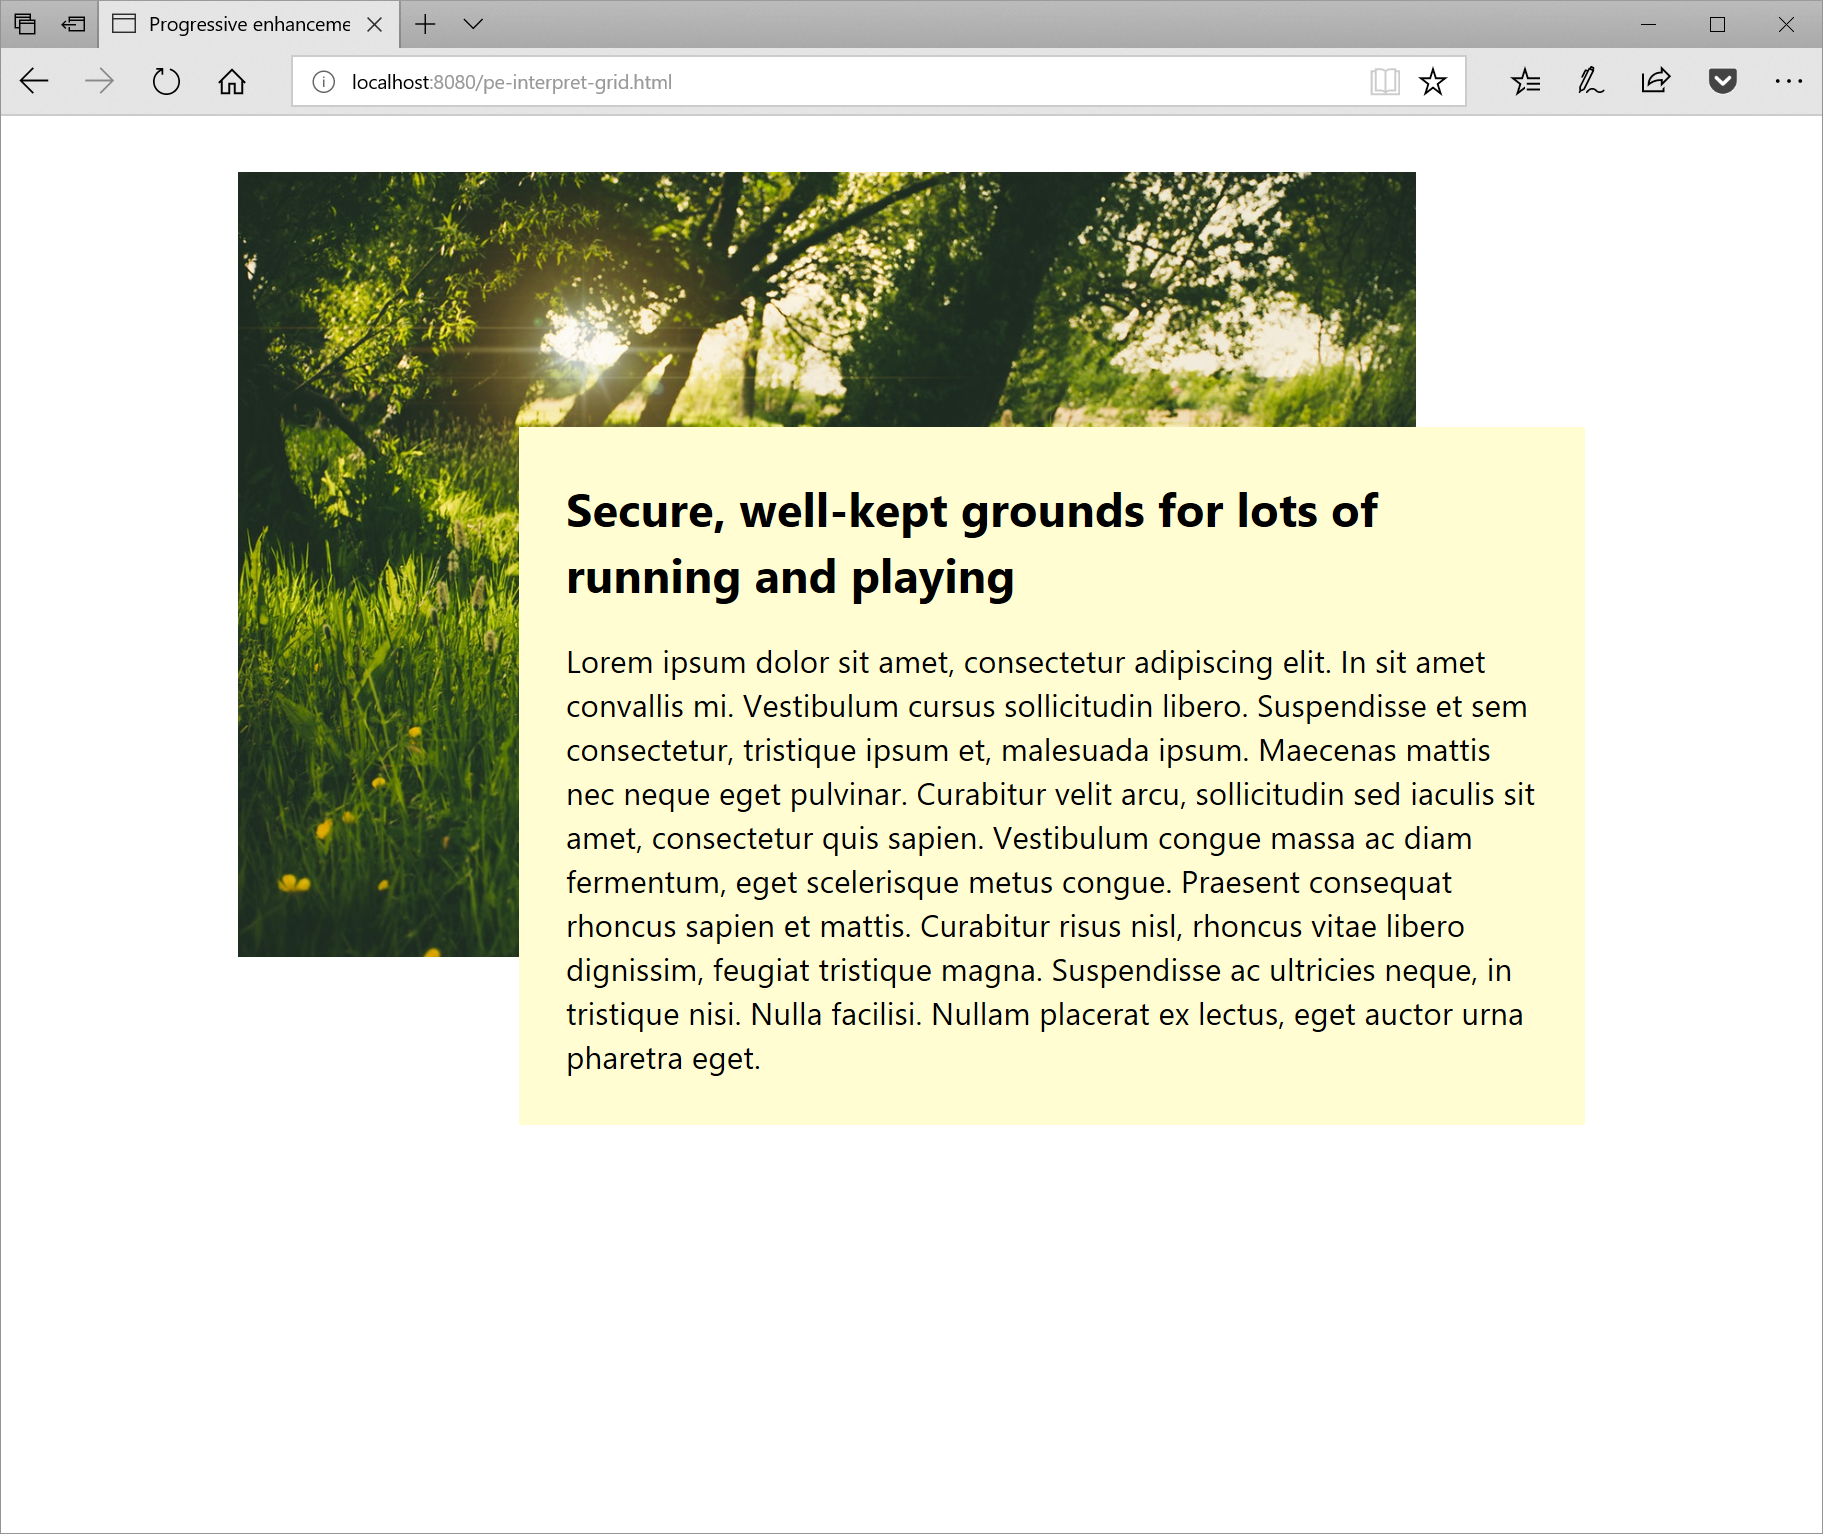 Progressive enhanceme
localhost:8080/pe-interpret-grid.html
Secure, well-kept grounds for lots of
running and playing
Lorem ipsum dolor sit amet, consectetur adipiscing elit. In sit amet
convallis mi. Vestibulum cursus sollicitudin libero. Suspendisse et sem
consectetur, tristique ipsum et, malesuada ipsum. Maecenas mattis
nec neque eget pulvinar. Curabitur velit arcu, sollicitudin sed iaculis sit
amet, consectetur quis sapien. Vestibulum congue massa ac diam
fermentum, eget scelerisque metus congue. Praesent consequat
rhoncus sapien et mattis. Curabitur risus nisl, rhoncus vitae libero
dignissim, feugiat tristique magna. Suspendisse ac ultricies neque, in
tristique nisi. Nulla facilisi. Nullam placerat ex lectus, eget auctor urna
pharetra eget.